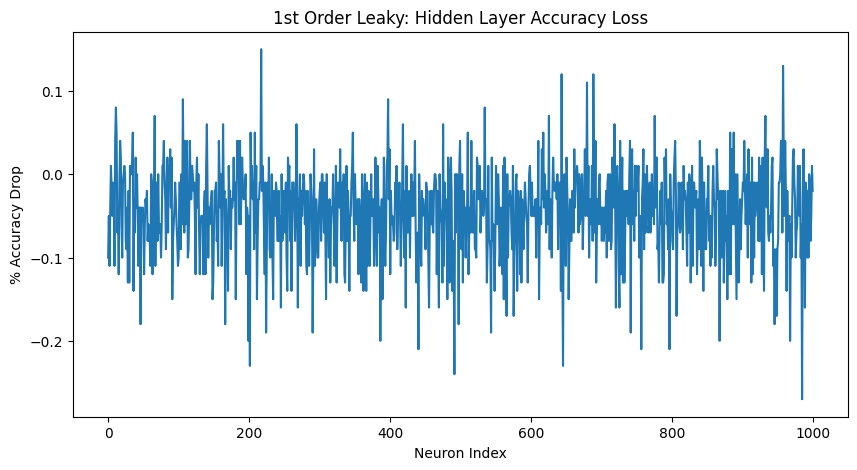 1st Order Leaky: Hidden Layer Accuracy Loss
% Accuracy Drop
0.1
0.0
−0.1
−0.2
0 200 400 600 800 1000
Neuron Index